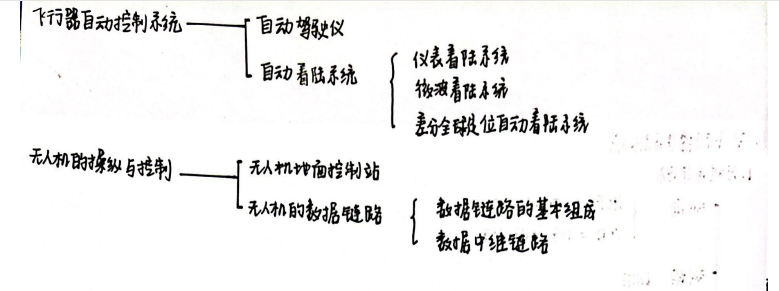 飞行器自动控制系统
自动驾驶仪
自动着陆系统
仪表着陆系统
微波着陆系统
差分全球定位自动着陆系统
无人机的操纵与控制
无人机地面控制站
无人机的数据链路
数据链路的基本组成
数据中继链路